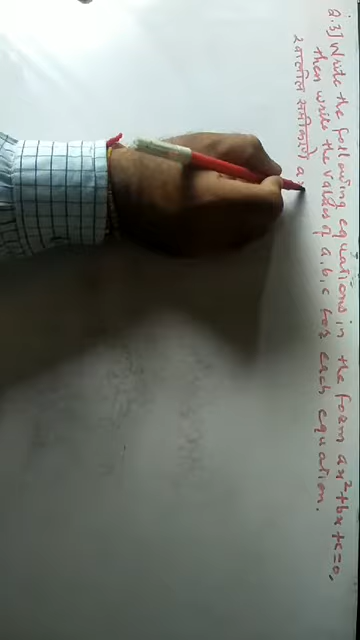 Q.3] Write the following equations in the form ax²+bx+c=0,
then write the values of a,b,c for each equation.
खालील समीकरणे a